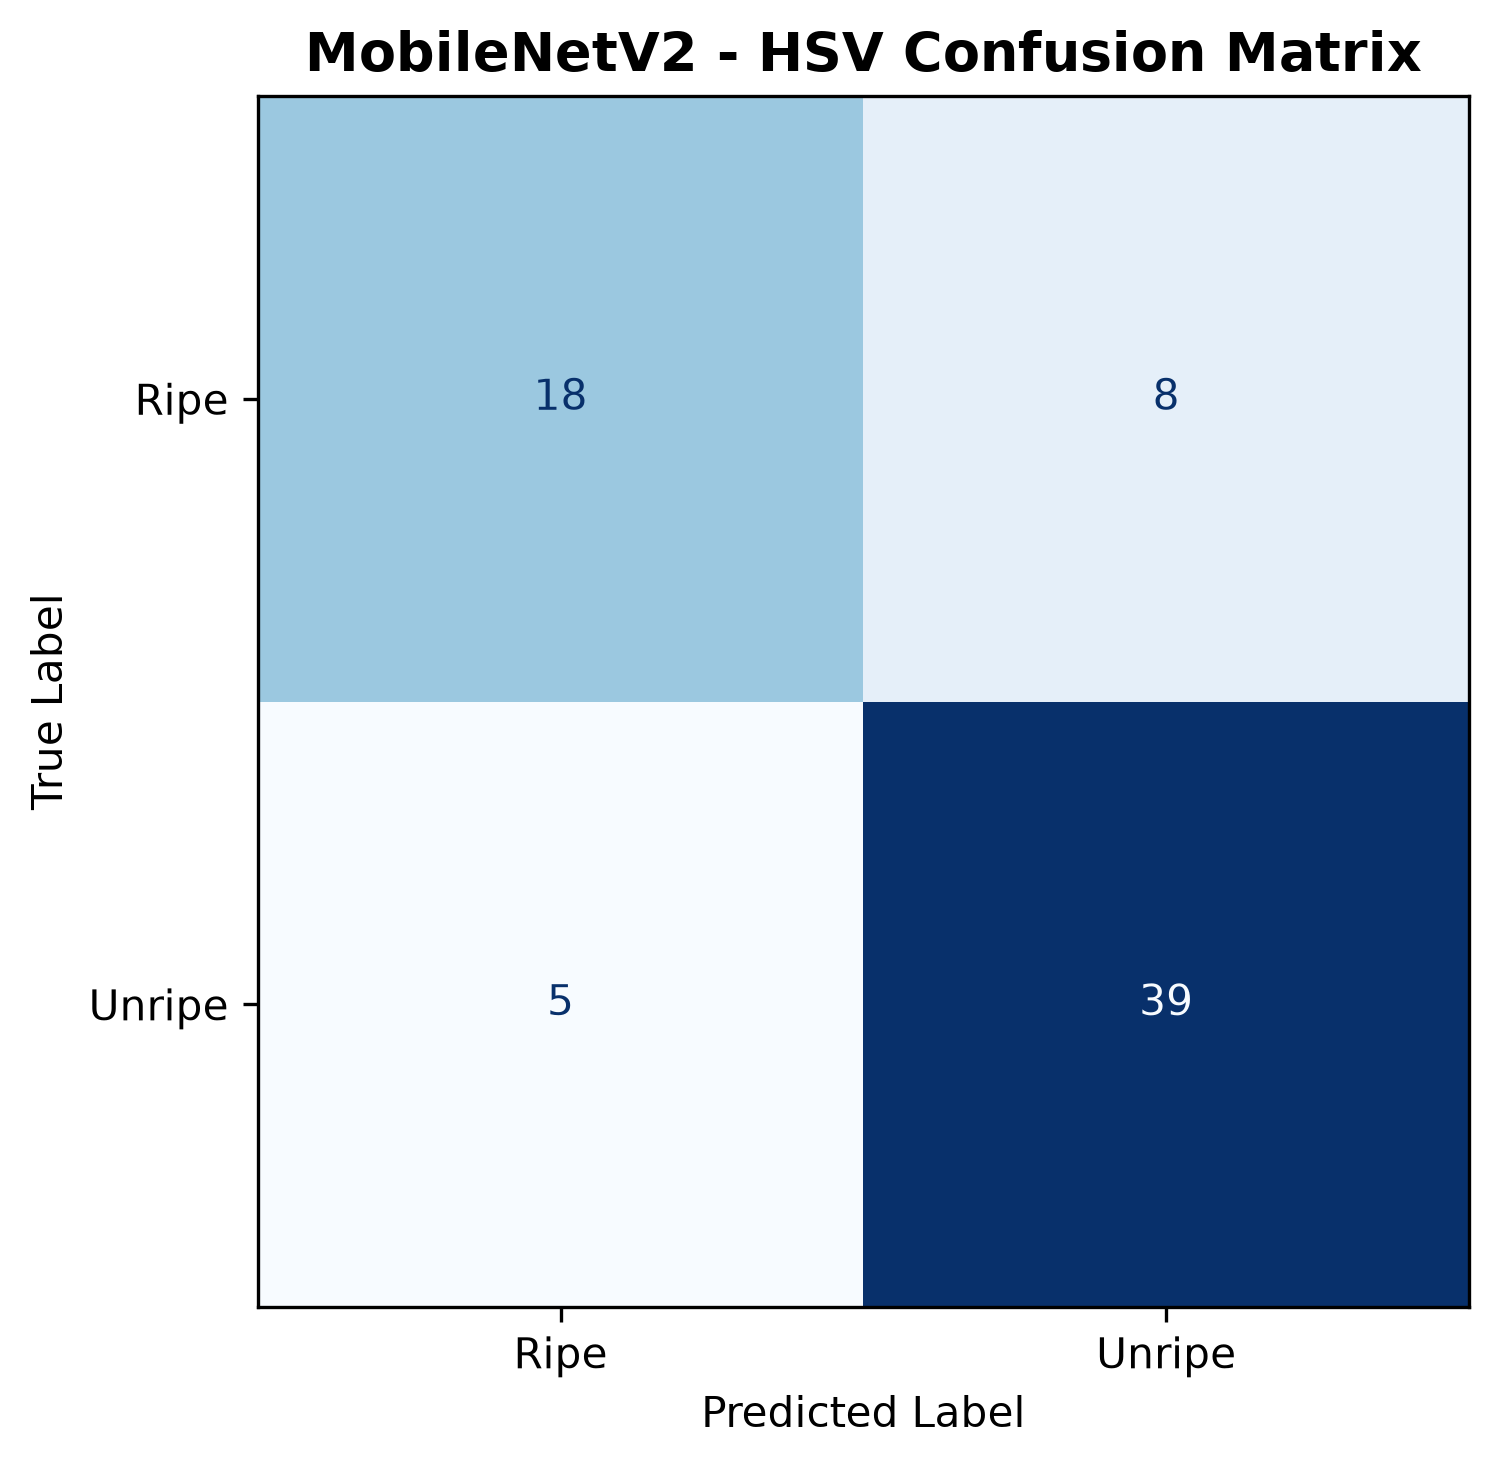 MobileNetV2 - HSV Confusion Matrix
True Label
Ripe
18
8
Unripe
5
39
Ripe
Unripe
Predicted Label